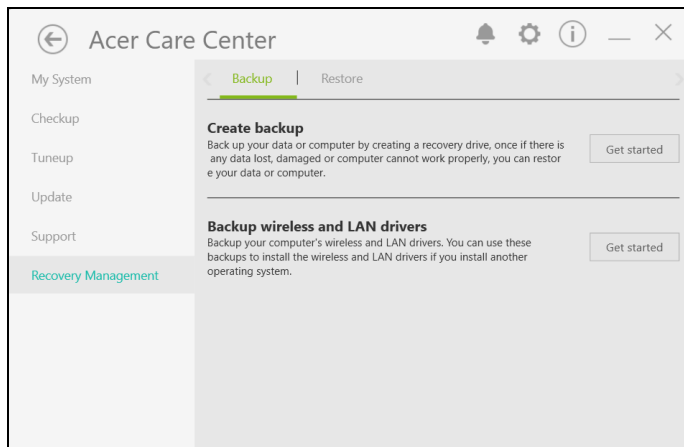 Acer Care Center
My System
Checkup
Tuneup
Update
Support
Recovery Management
Backup
Restore
Create backup
Back up your data or computer by creating a recovery drive, once if there is
any data lost, damaged or computer cannot work properly, you can restor
e your data or computer.
Get started
Backup wireless and LAN drivers
Backup your computer's wireless and LAN drivers. You can use these
backups to install the wireless and LAN drivers if you install another
operating system.
Get started